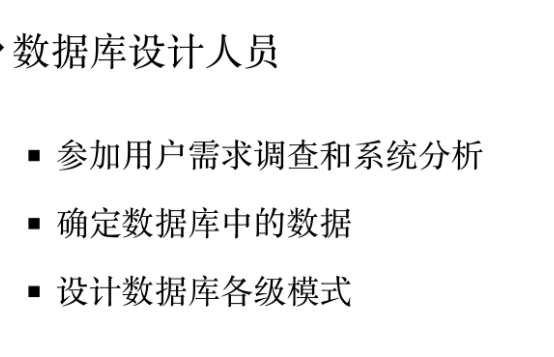 数据库设计人员
▪ 参加用户需求调查和系统分析
▪ 确定数据库中的数据
▪ 设计数据库各级模式